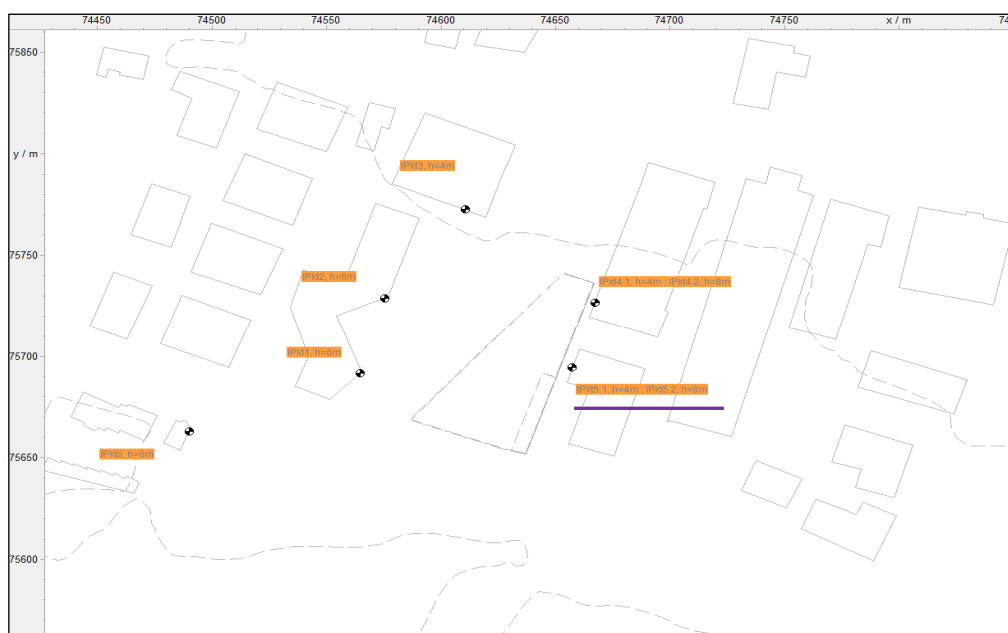 74450 74500 74550 74600 74650 74700 74750 x / m 74
75850
y / m
IPkt3, h=4m
75750
IPkt2, h=6m
IPkt4.1, h=4m ; IPkt4.2, h=8m
75700
IPkt1, h=6m
IPkt5.1, h=4m ; IPkt5.2, h=8m
75650
IPkt6, h=6m
75600